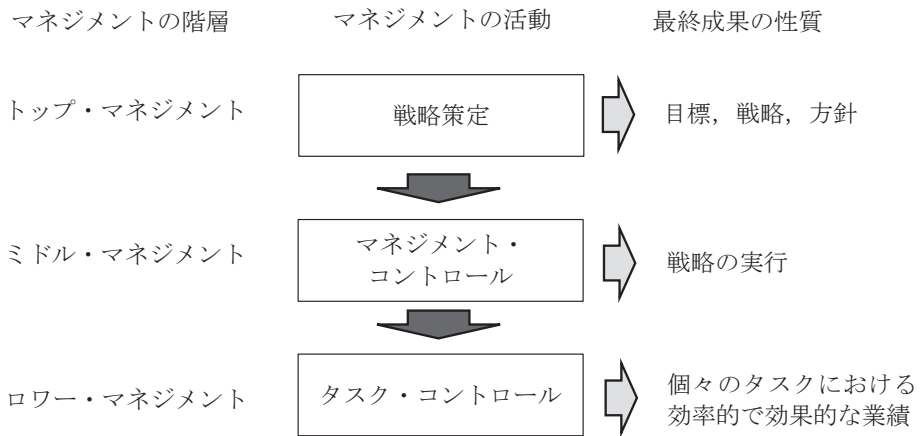 マネジメントの階層 マネジメントの活動 最終成果の性質
トップ・マネジメント 戦略策定 目標，戦略，方針
ミドル・マネジメント マネジメント・
コントロール 戦略の実行
ロワー・マネジメント タスク・コントロール 個々のタスクにおける
効率的で効果的な業績